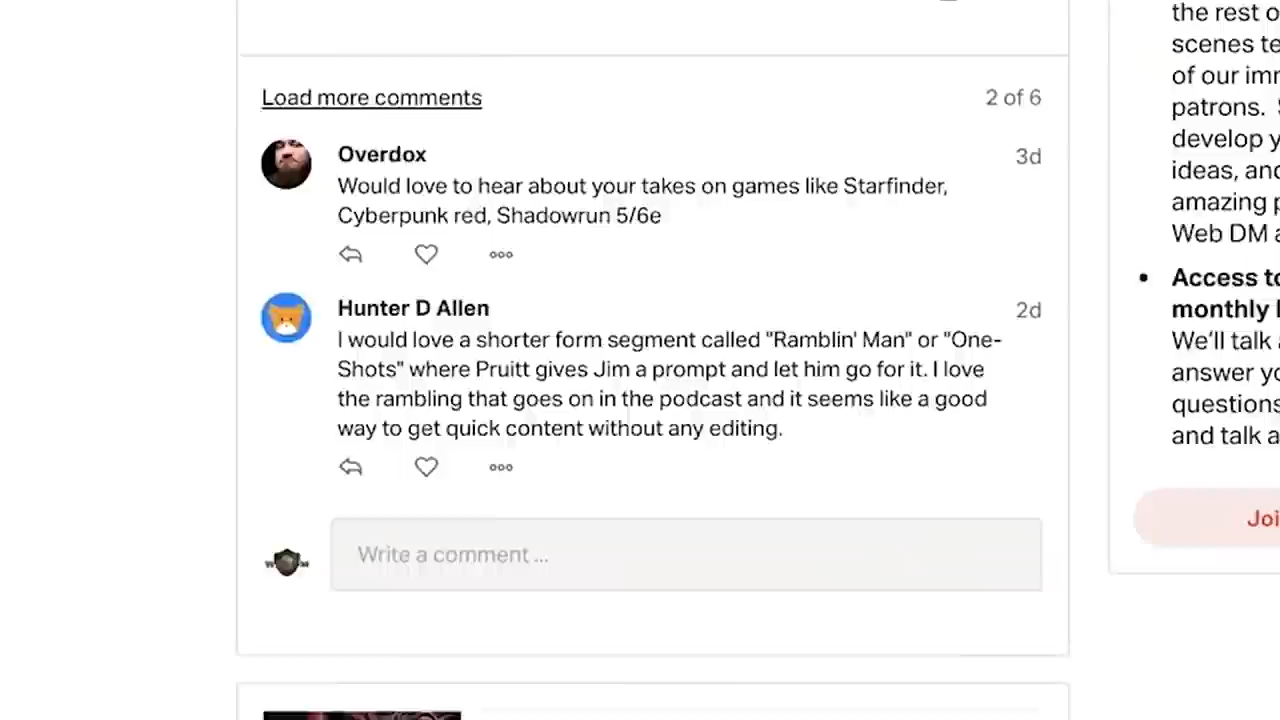 Load more comments
2 of 6
Overdox
3d
Would love to hear about your takes on games like Starfinder,
Cyberpunk red, Shadowrun 5/6e
Hunter D Allen
2d
I would love a shorter form segment called "Ramblin' Man" or "One-
Shots" where Pruitt gives Jim a prompt and let him go for it. I love
the rambling that goes on in the podcast and it seems like a good
way to get quick content without any editing.
Write a comment ...
the rest o
scenes te
of our imm
patrons. S
develop y
ideas, and
amazing p
Web DM a
• Access to
monthly
We'll talk a
answer yo
questions
and talk a
Joi